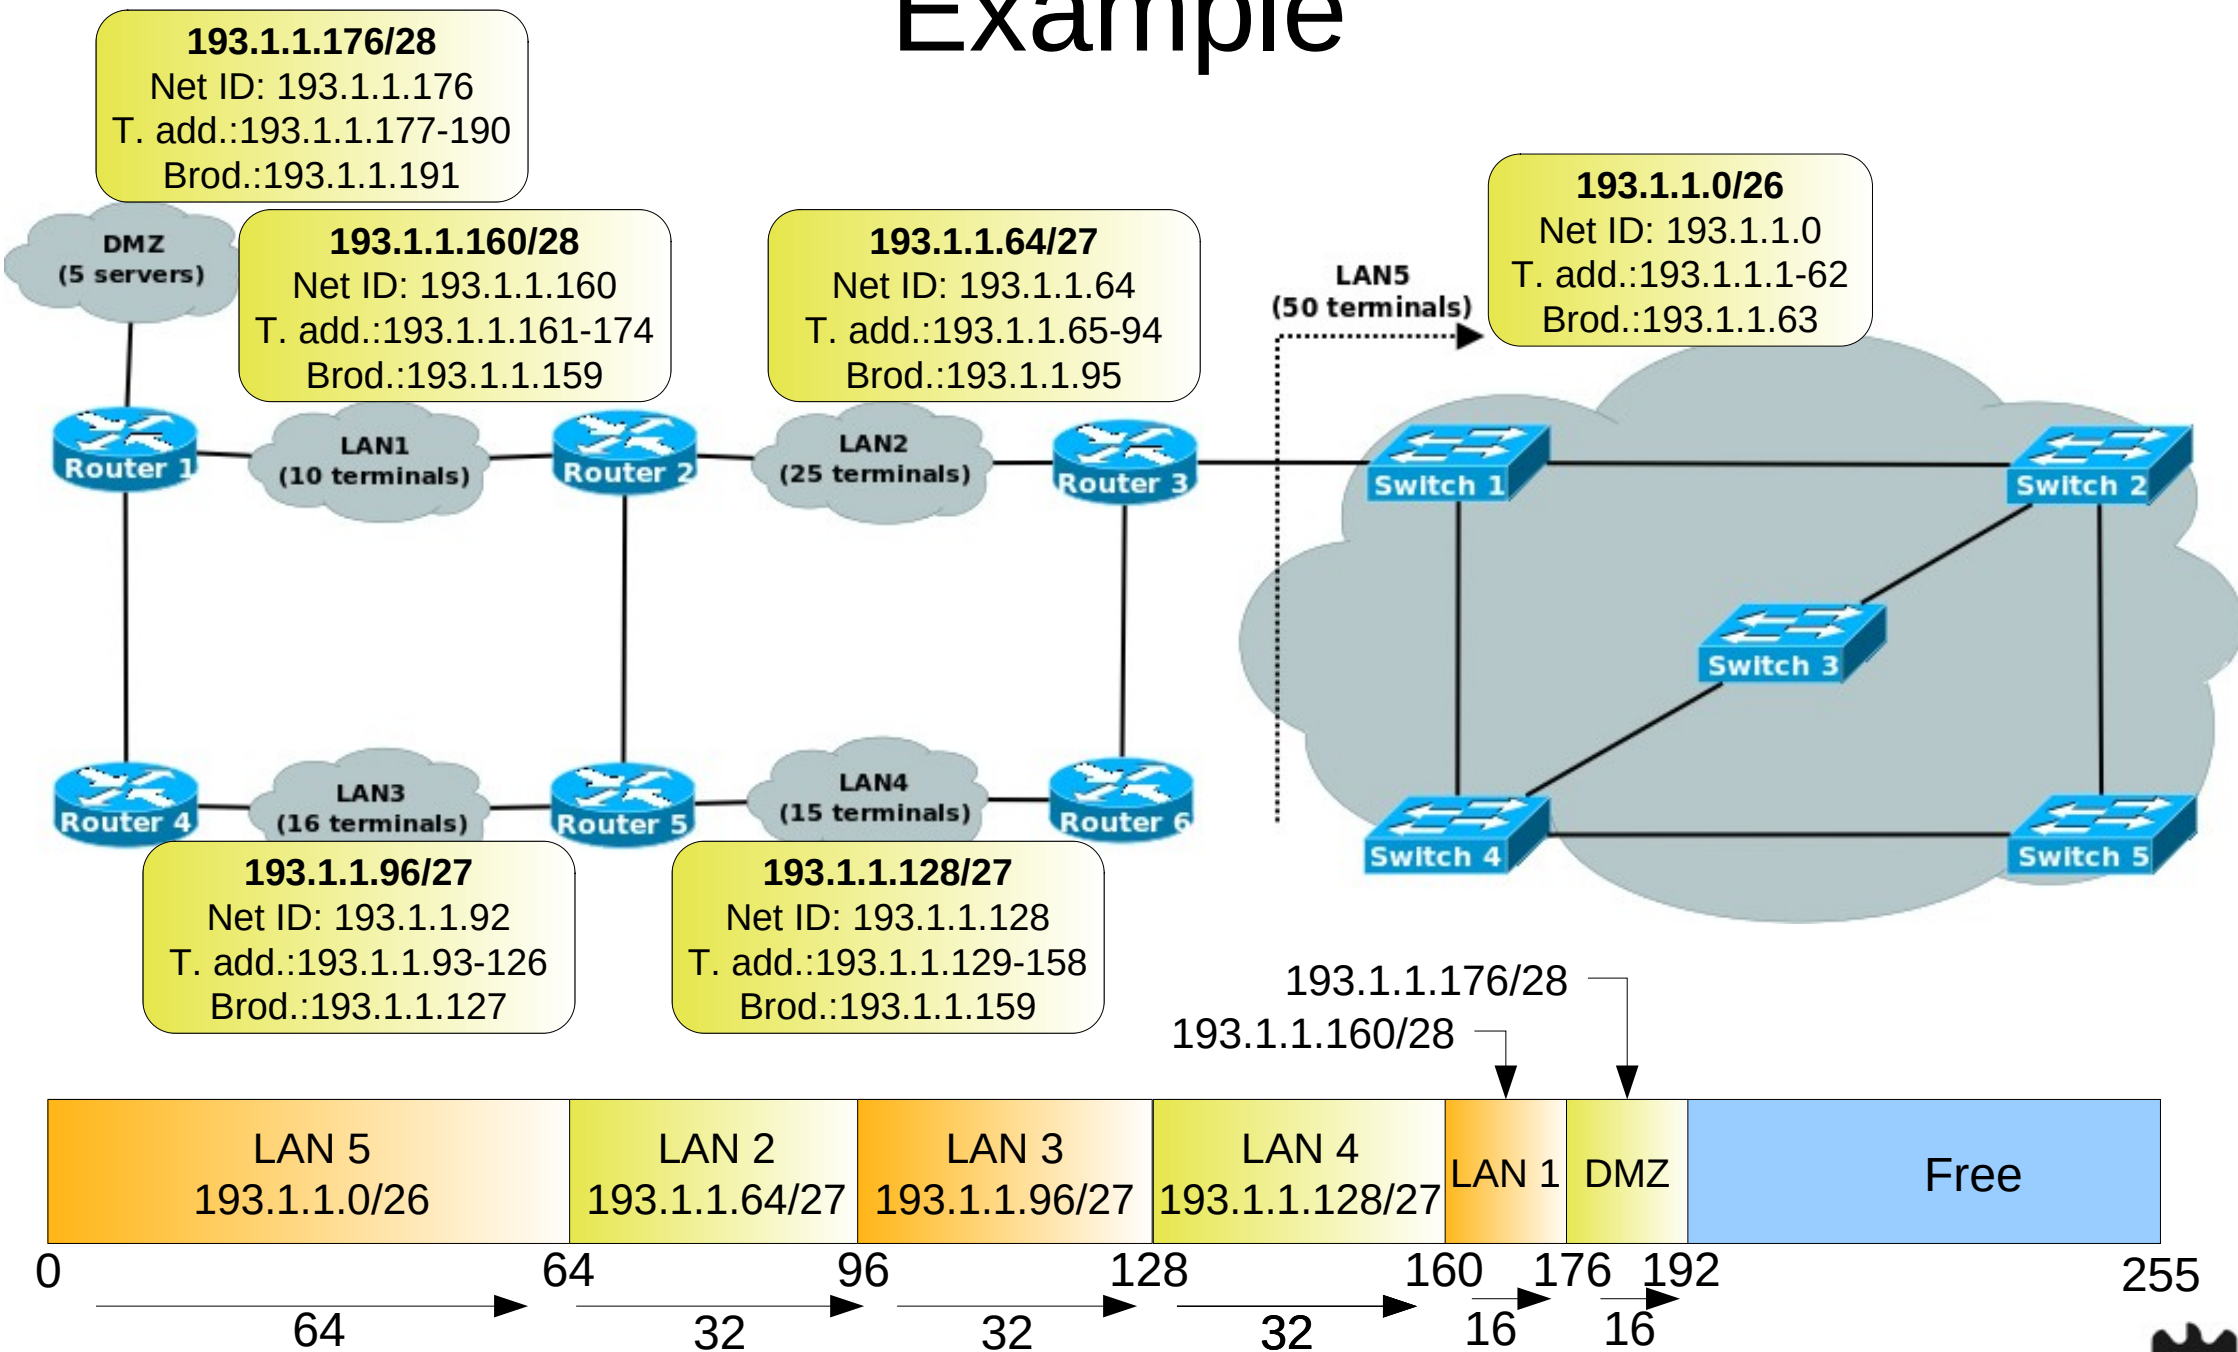 Example
193.1.1.176/28
Net ID: 193.1.1.176
T. add.:193.1.1.177-190
Brod.:193.1.1.191
DMZ
(5 servers)
193.1.1.160/28
Net ID: 193.1.1.160
T. add.:193.1.1.161-174
Brod.:193.1.1.159
193.1.1.64/27
Net ID: 193.1.1.64
T. add.:193.1.1.65-94
Brod.:193.1.1.95
LAN5
(50 terminals)
193.1.1.0/26
Net ID: 193.1.1.0
T. add.:193.1.1.1-62
Brod.:193.1.1.63
Router 1
LAN1
(10 terminals)
Router 2
LAN2
(25 terminals)
Router 3
Switch 1
Switch 2
Switch 3
Router 4
LAN3
(16 terminals)
Router 5
LAN4
(15 terminals)
Router 6
Switch 4
Switch 5
193.1.1.96/27
Net ID: 193.1.1.92
T. add.:193.1.1.93-126
Brod.:193.1.1.127
193.1.1.128/27
Net ID: 193.1.1.128
T. add.:193.1.1.129-158
Brod.:193.1.1.159
193.1.1.176/28
193.1.1.160/28
LAN 5
193.1.1.0/26
LAN 2
193.1.1.64/27
LAN 3
193.1.1.96/27
LAN 4
193.1.1.128/27
LAN 1
DMZ
Free
0 64 96 128 160 176 192 255
64 32 32 32 16 16